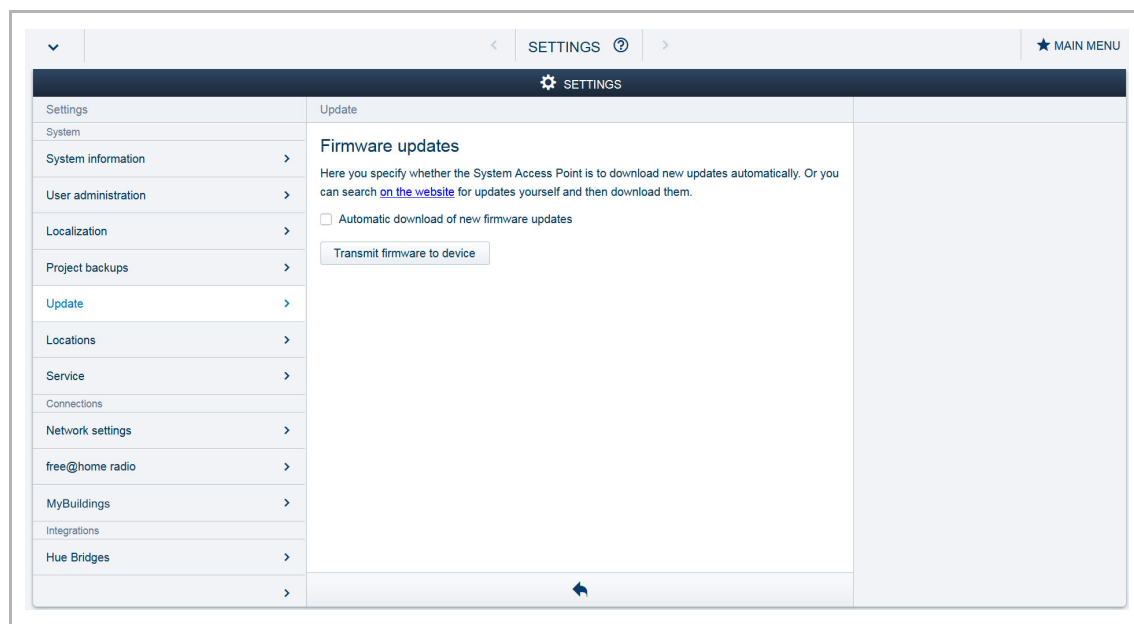 SETTINGS
MAIN MENU
SETTINGS
Settings
Update
System
System information
User administration
Localization
Project backups
Update
Locations
Service
Connections
Network settings
free@home radio
MyBuildings
Integrations
Hue Bridges
Firmware updates
Here you specify whether the System Access Point is to download new updates automatically. Or you
can search on the website for updates yourself and then download them.
Automatic download of new firmware updates
Transmit firmware to device